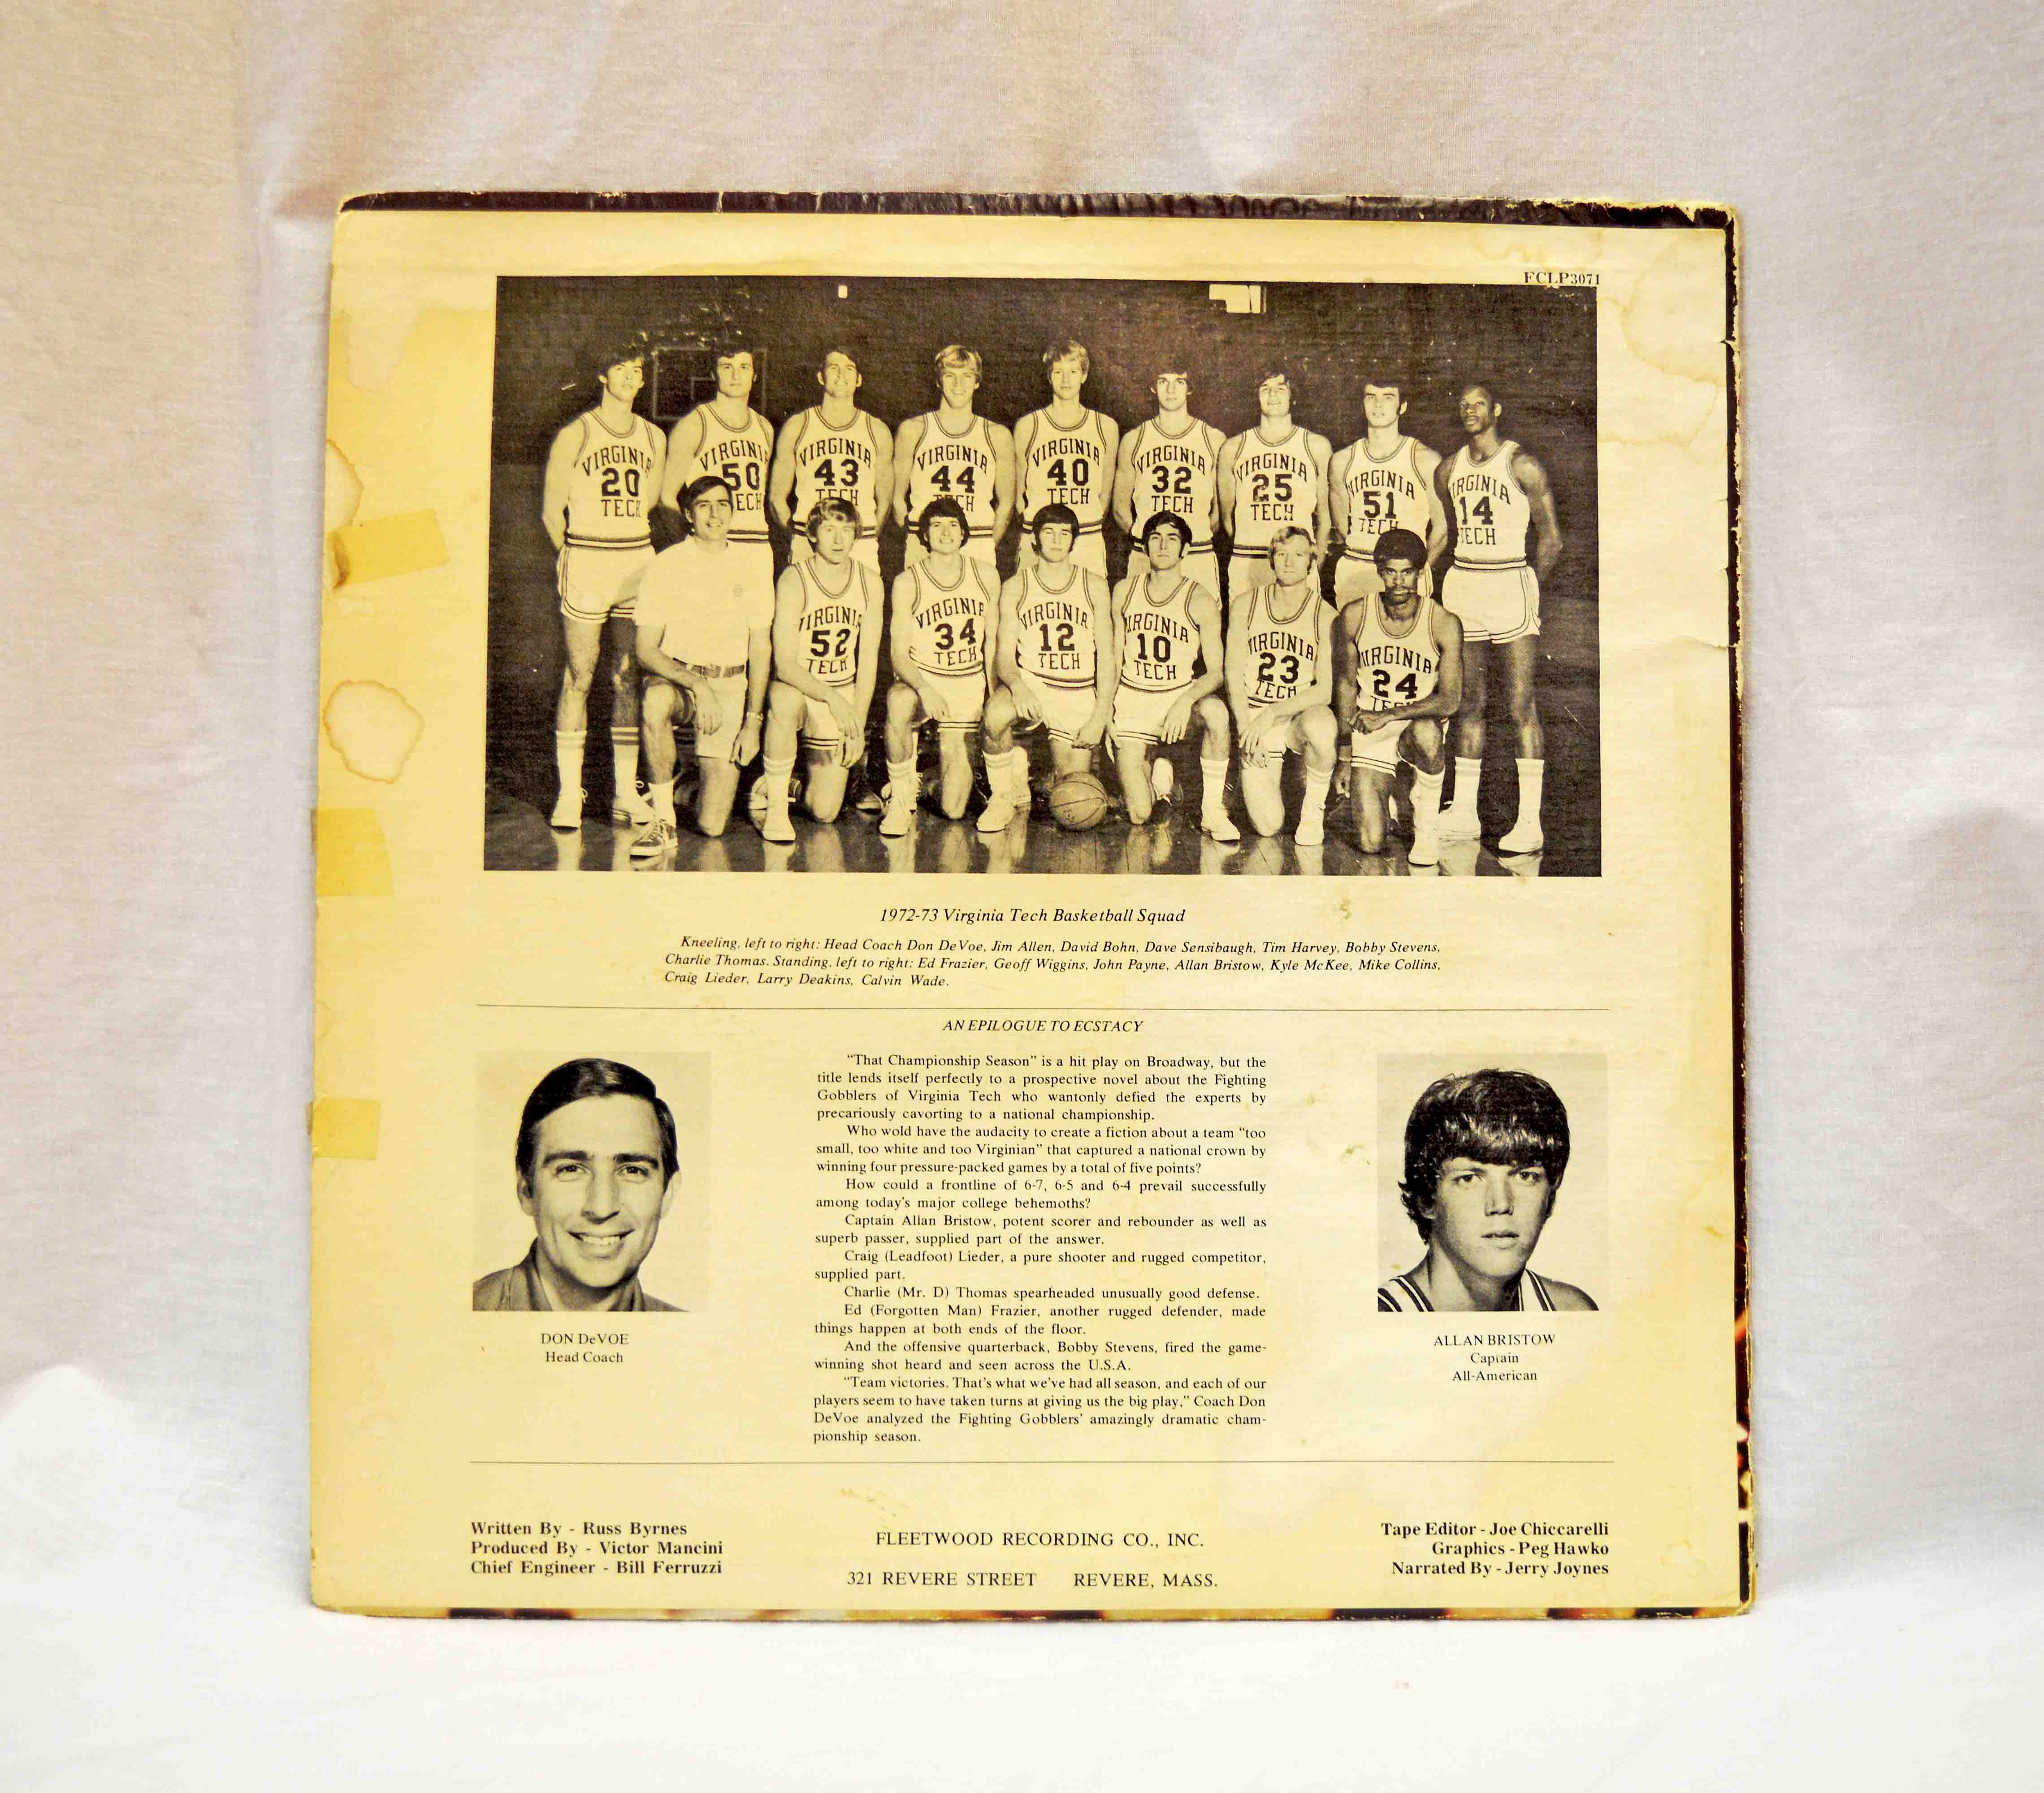 FCLP3071
VIRGINIA
20
TECH
VIRGINIA
50
TECH
VIRGINIA
43
TECH
VIRGINIA
44
TECH
VIRGINIA
40
TECH
VIRGINIA
32
TECH
VIRGINIA
25
TECH
VIRGINIA
51
TECH
VIRGINIA
14
TECH
VIRGINIA
52
TECH
VIRGINIA
34
TECH
VIRGINIA
12
TECH
VIRGINIA
10
TECH
VIRGINIA
23
TECH
VIRGINIA
24
TECH
1972-73 Virginia Tech Basketball Squad
Kneeling, left to right: Head Coach Don DeVoe, Jim Allen, David Bohn, Dave Sensibaugh, Tim Harvey, Bobby Stevens,
Charlie Thomas. Standing, left to right: Ed Frazier, Geoff Wiggins, John Payne, Allan Bristow, Kyle McKee, Mike Collins,
Craig Lieder, Larry Deakins, Calvin Wade.
AN EPILOGUE TO ECSTACY
"That Championship Season" is a hit play on Broadway, but the
title lends itself perfectly to a prospective novel about the Fighting
Gobblers of Virginia Tech who wantonly defied the experts by
precariously cavorting to a national championship.
Who wold have the audacity to create a fiction about a team "too
small, too white and too Virginian" that captured a national crown by
winning four pressure-packed games by a total of five points?
How could a frontline of 6-7, 6-5 and 6-4 prevail successfully
among today's major college behemoths?
Captain Allan Bristow, potent scorer and rebounder as well as
superb passer, supplied part of the answer.
Craig (Leadfoot) Lieder, a pure shooter and rugged competitor,
supplied part.
Charlie (Mr. D) Thomas spearheaded unusually good defense.
Ed (Forgotten Man) Frazier, another rugged defender, made
things happen at both ends of the floor.
And the offensive quarterback, Bobby Stevens, fired the game-
winning shot heard and seen across the U.S.A.
"Team victories. That's what we've had all season, and each of our
players seem to have taken turns at giving us the big play," Coach Don
DeVoe analyzed the Fighting Gobblers' amazingly dramatic cham-
pionship season.
DON DeVOE
Head Coach
ALLAN BRISTOW
Captain
All-American
Written By - Russ Byrnes
Produced By - Victor Mancini
Chief Engineer - Bill Ferruzzi
FLEETWOOD RECORDING CO., INC.
321 REVERE STREET REVERE, MASS.
Tape Editor - Joe Chiccarelli
Graphics - Peg Hawko
Narrated By - Jerry Joynes